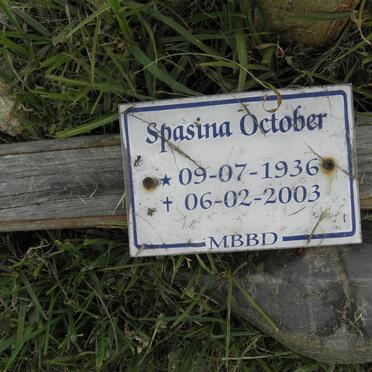 Spasina October
★ 09-07-1936
✝ 06-02-2003
MBBD